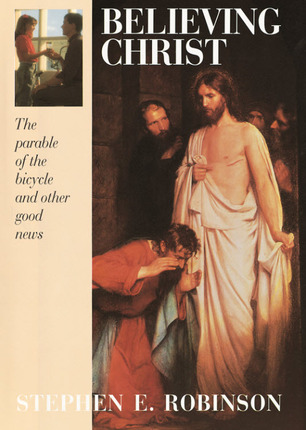 BELIEVING
CHRIST
The
parable
of the
bicycle
and other
good
news
STEPHEN E. ROBINSON